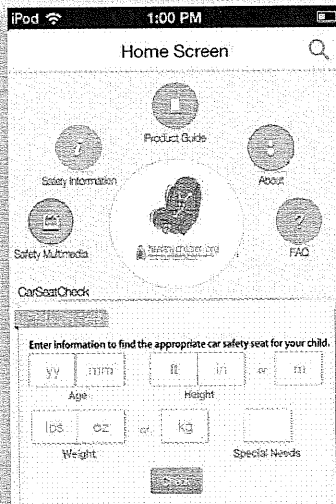 iPod 1:00 PM
Home Screen
Product Guide
Safety Information
About
healthychildren.org
Safety Multimedia
?
FAQ
CarSeatCheck
Enter information to find the appropriate car safety seat for your child.
yy mm ft in or m
Age Height
lbs oz or kg
Weight Special Needs